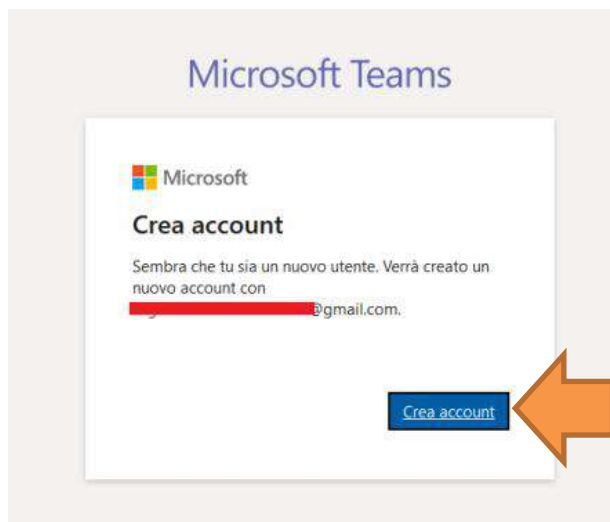 Microsoft Teams
Microsoft
Crea account
Sembra che tu sia un nuovo utente. Verrà creato un
nuovo account con
@gmail.com.
Crea account